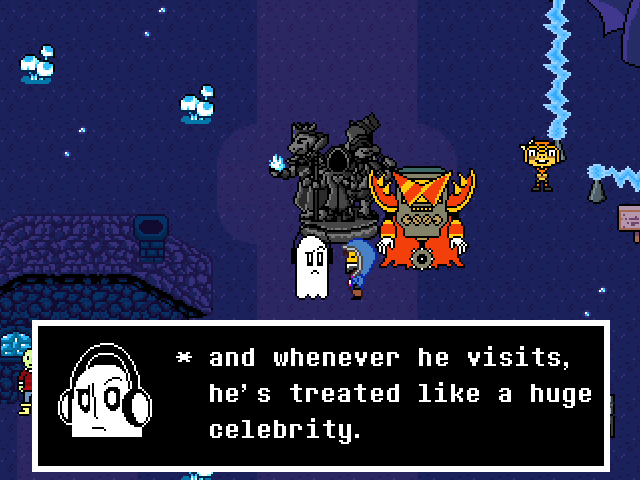 * and whenever he visits,
he's treated like a huge
celebrity.